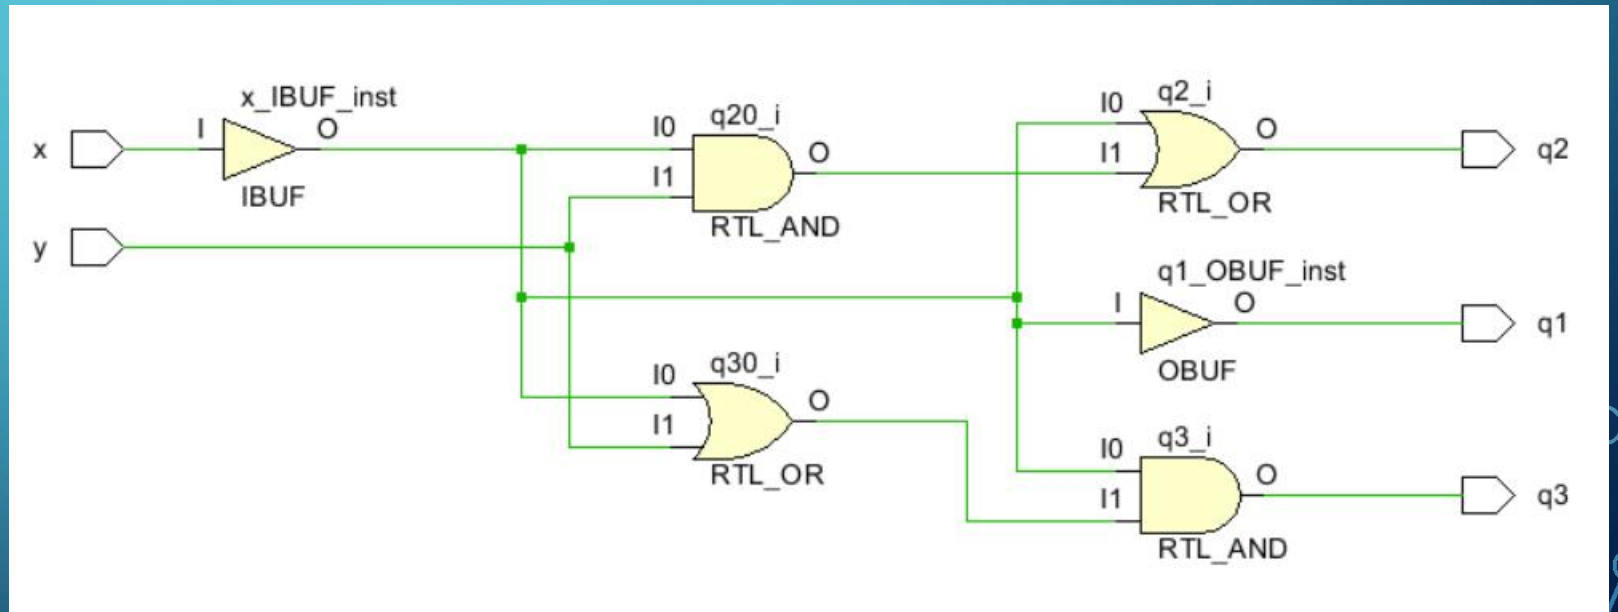 x_IBUF_inst
I
O
x
IBUF
y
q20_i
I0
I1
O
RTL_AND
q30_i
I0
I1
O
RTL_OR
q2_i
I0
I1
O
RTL_OR
q2
q1_OBUF_inst
I
O
OBUF
q1
q3_i
I0
I1
O
RTL_AND
q3